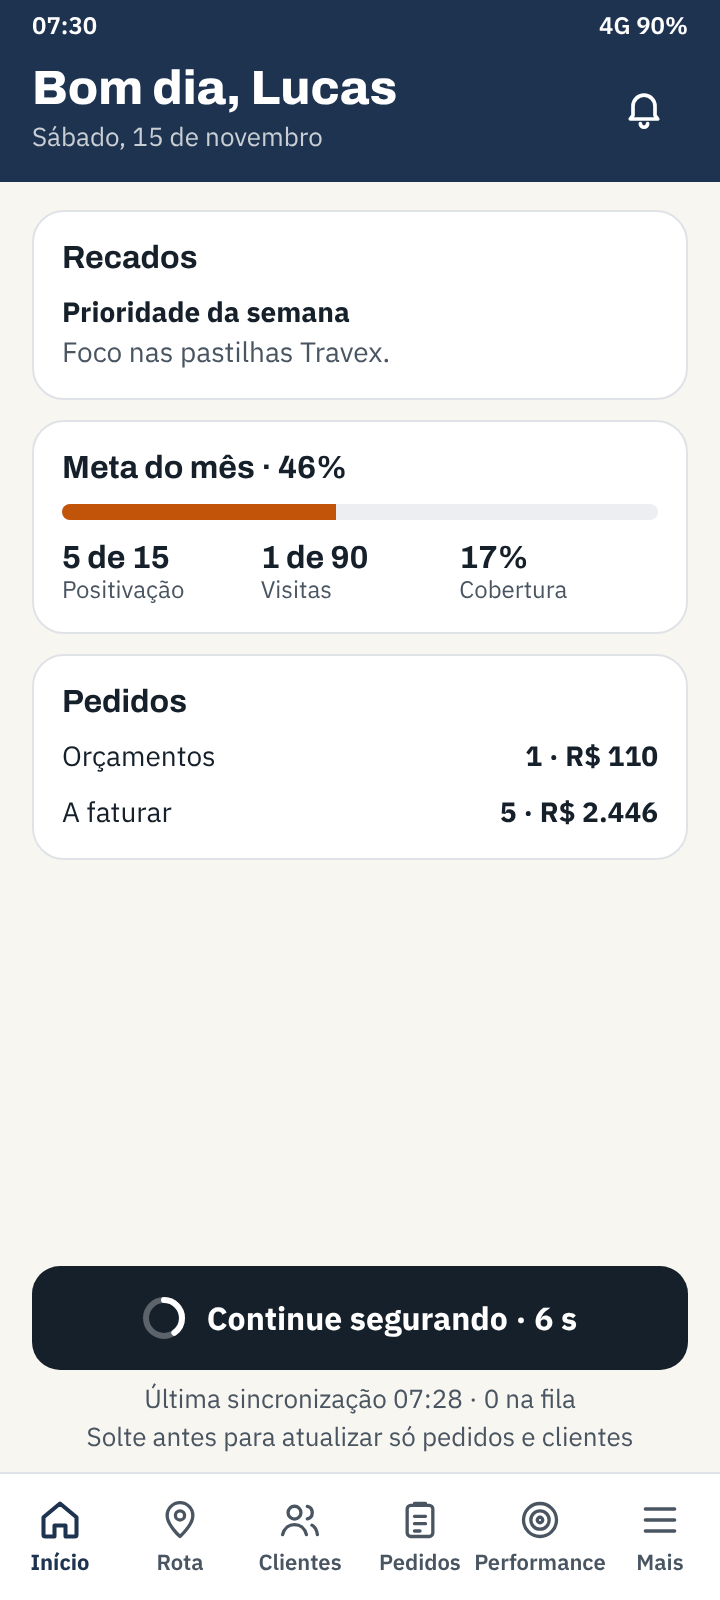 07:30 4G 90%
Bom dia, Lucas
Sábado, 15 de novembro
Recados
Prioridade da semana
Foco nas pastilhas Travex.
Meta do mês · 46%
5 de 15 1 de 90 17%
Positivação Visitas Cobertura
Pedidos
Orçamentos 1 · R$ 110
A faturar 5 · R$ 2.446
Continue segurando · 6 s
Última sincronização 07:28 · 0 na fila
Solte antes para atualizar só pedidos e clientes
Início Rota Clientes Pedidos Performance Mais